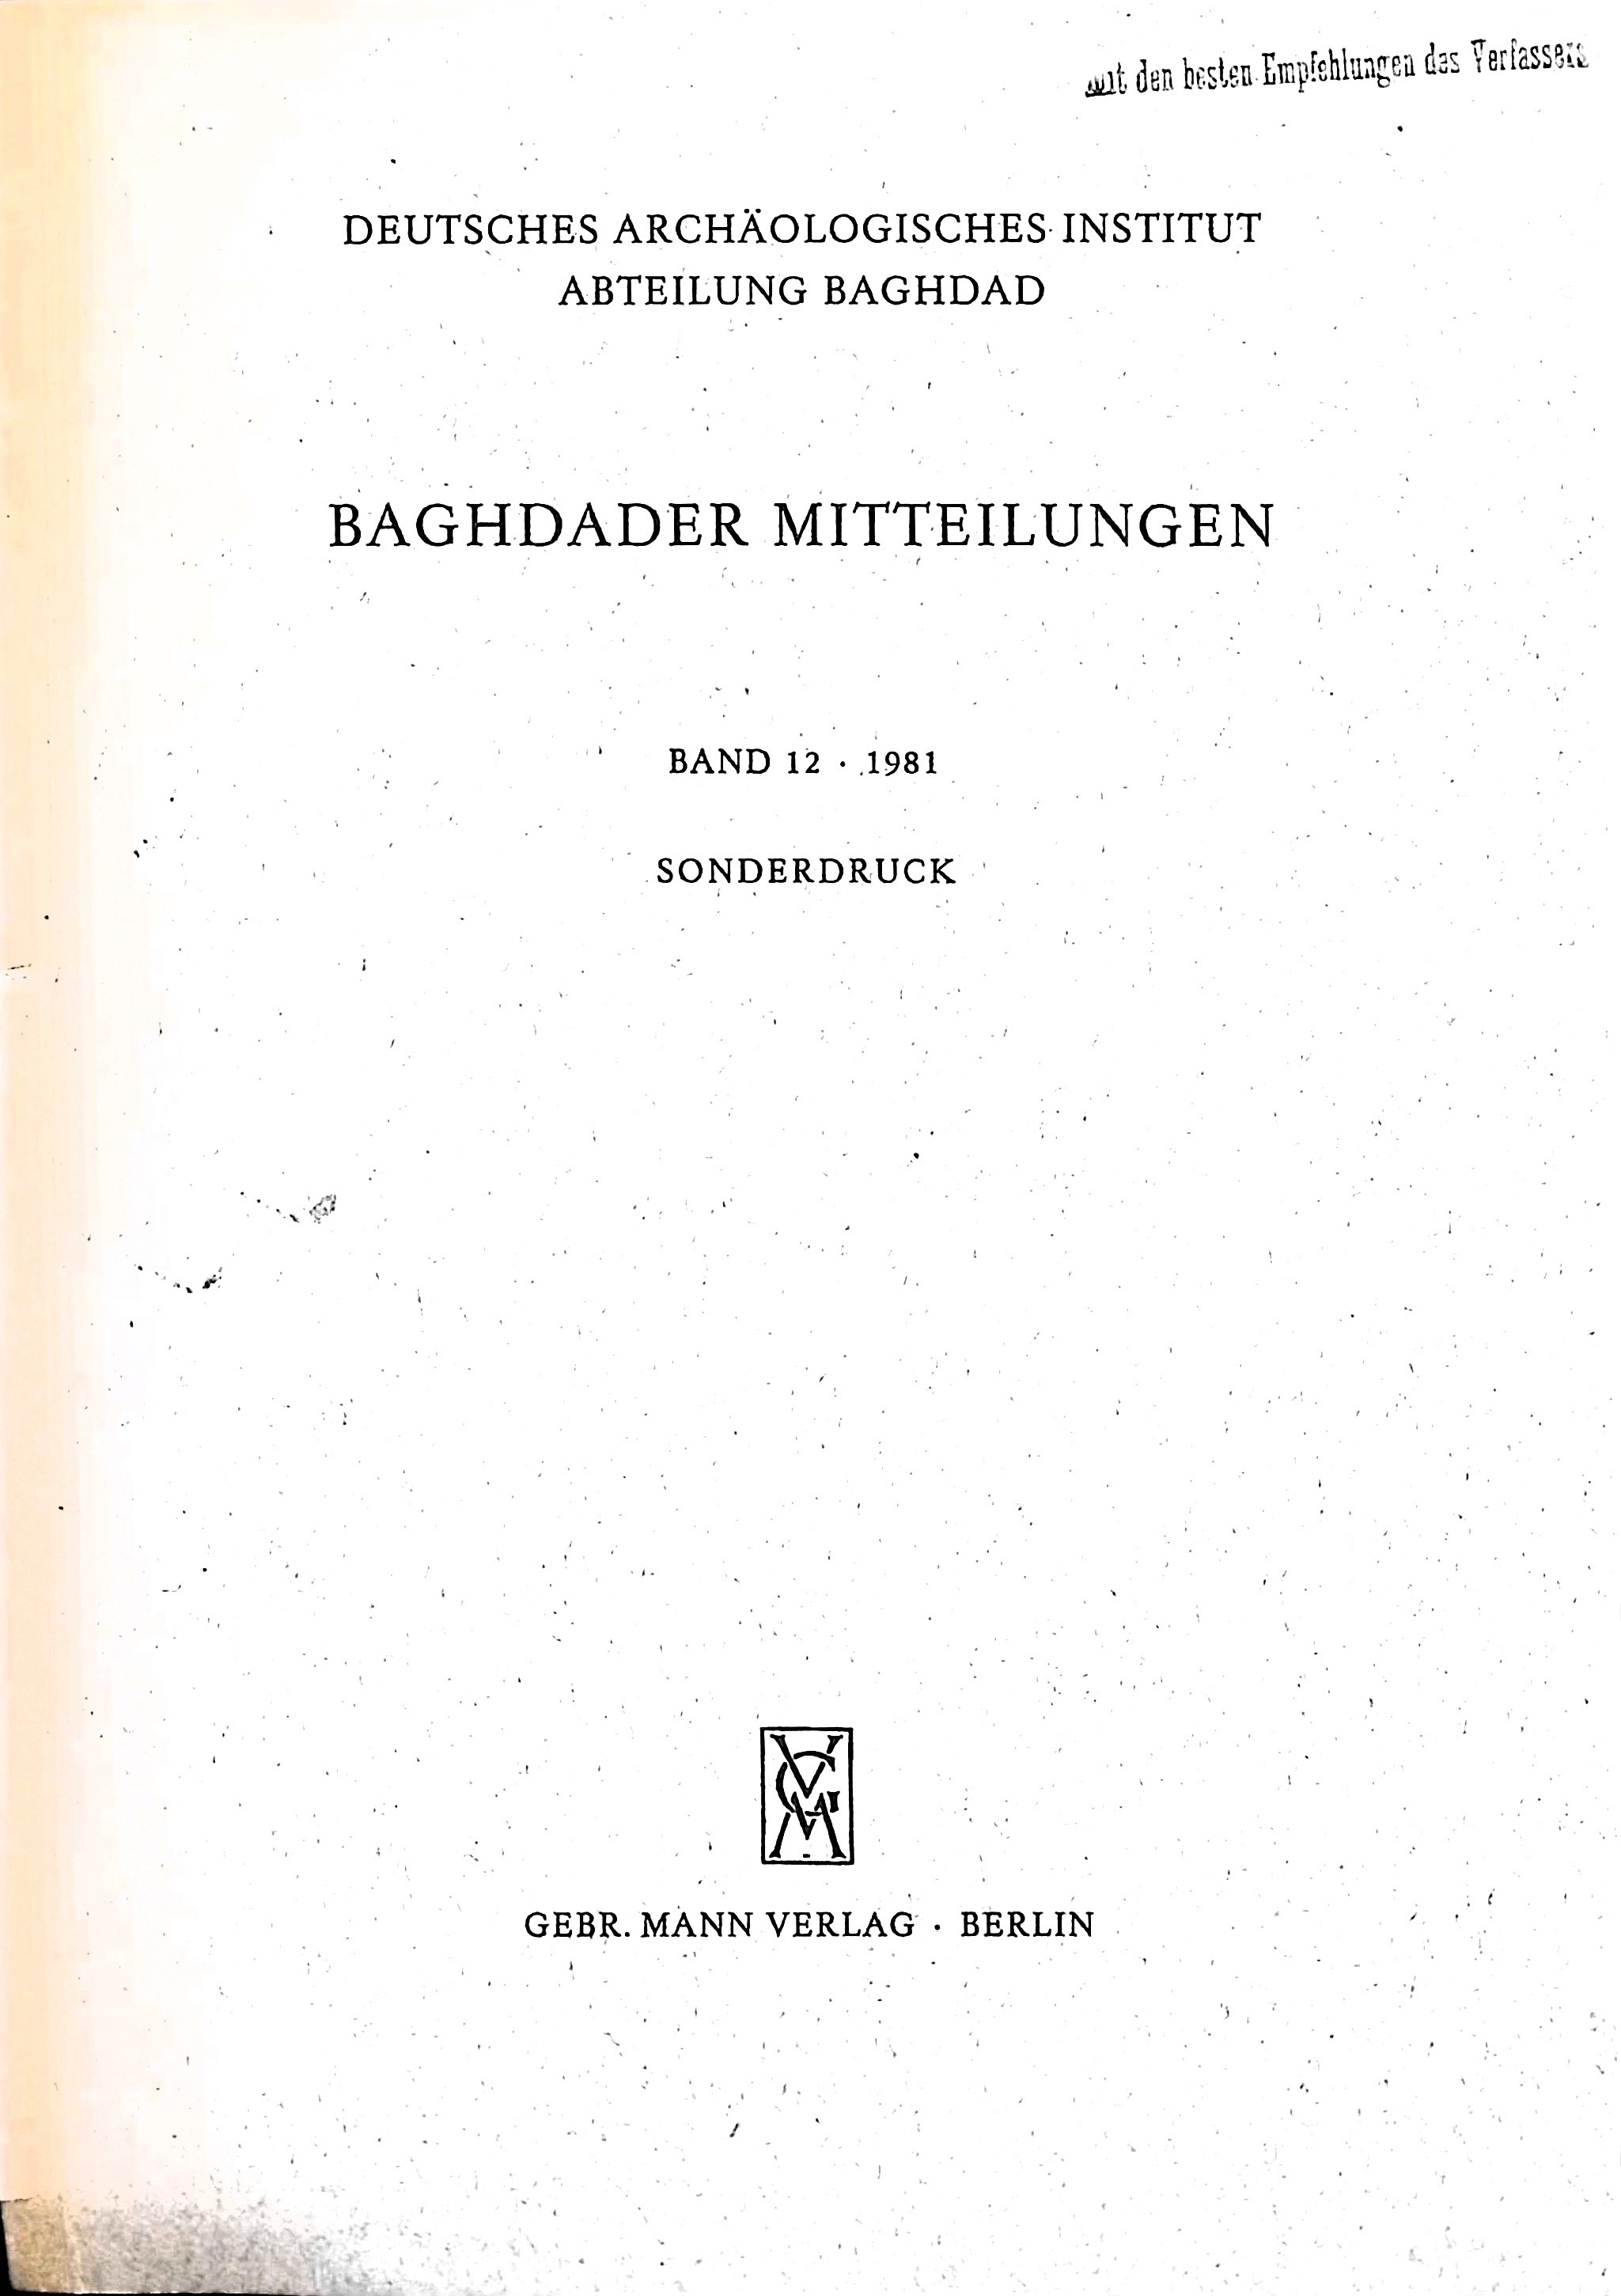 Mit den besten Empfehlungen des Verfassers
DEUTSCHES ARCHÄOLOGISCHES INSTITUT
ABTEILUNG BAGHDAD
BAGHDADER MITTEILUNGEN
BAND 12 · 1981
SONDERDRUCK
GEBR. MANN VERLAG · BERLIN